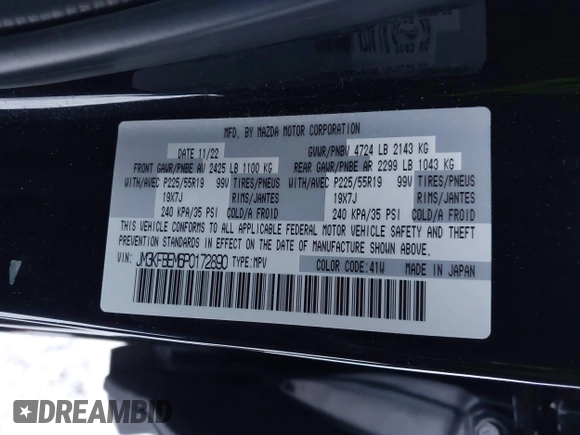 MFD. BY MAZDA MOTOR CORPORATION
DATE 11/22 GVWR/PNBV 4724 LB 2143 KG
FRONT GAWR/PNBE AV 2425 LB 1100 KG REAR GAWR/PNBE AR 2299 LB 1043 KG
WITH/AVEC P225/55R19 99V TIRES/PNEUS WITH/AVEC P225/55R19 99V TIRES/PNEUS
19X7J RIMS/JANTES 19X7J RIMS/JANTES
240 KPA/35 PSI COLD/A FROID 240 KPA/35 PSI COLD/A FROID
THIS VEHICLE CONFORMS TO ALL APPLICABLE FEDERAL MOTOR VEHICLE SAFETY AND THEFT
PREVENTION STANDARDS IN EFFECT ON THE DATE OF MANUFACTURE SHOWN ABOVE.
VIN: JM3KFBEM6P0172890 TYPE:MPV COLOR CODE:41W MADE IN JAPAN
DREAMBID